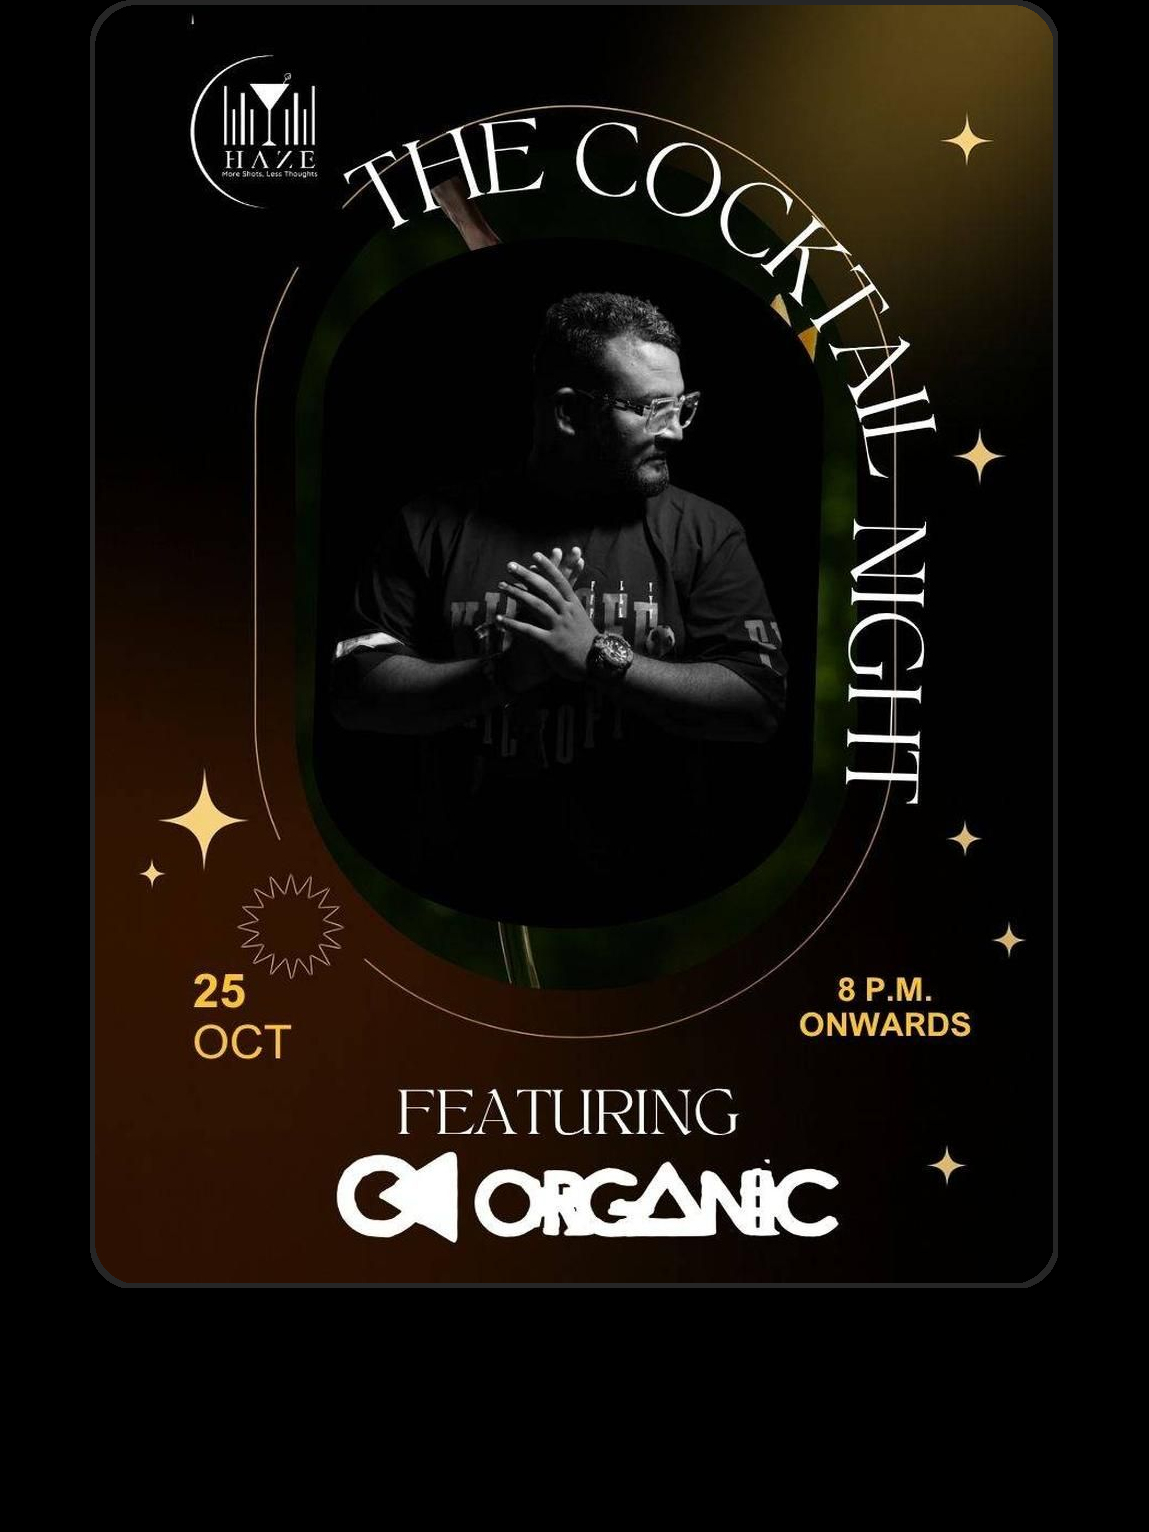 HAZE
More Shots, Less Thoughts
THE COCKTAIL NIGHT
25
OCT
8 P.M.
ONWARDS
FEATURING
ORGANIC